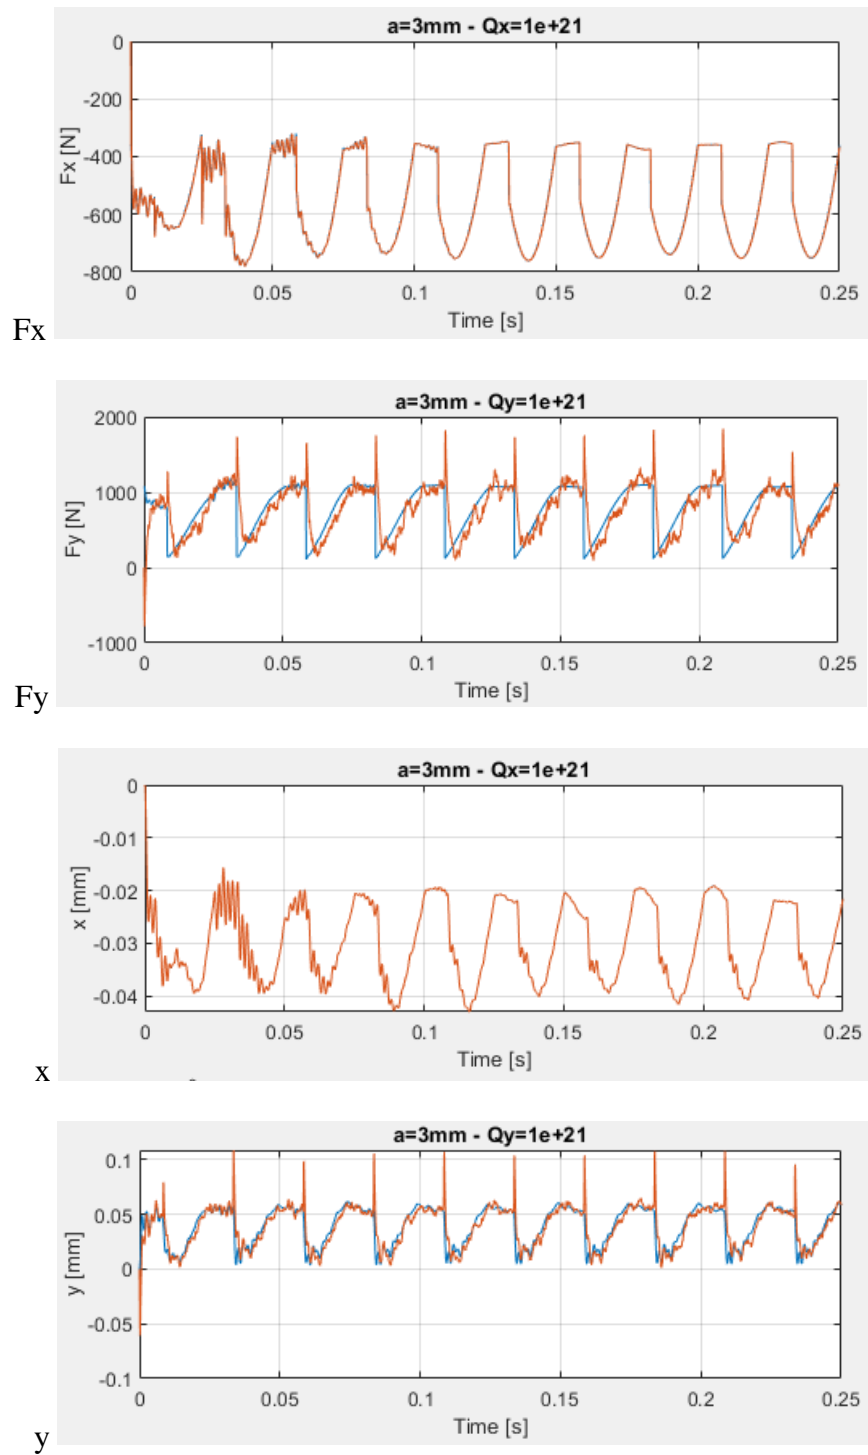 a=3mm - Qx=1e+21
0
-200
-400
-600
-800
Fx [N]
0 0.05 0.1 0.15 0.2 0.25
Time [s]
Fx
a=3mm - Qy=1e+21
2000
1000
0
-1000
Fy [N]
0 0.05 0.1 0.15 0.2 0.25
Time [s]
Fy
a=3mm - Qx=1e+21
0
-0.01
-0.02
-0.03
-0.04
x [mm]
0 0.05 0.1 0.15 0.2 0.25
Time [s]
x
a=3mm - Qy=1e+21
0.1
0.05
0
-0.05
-0.1
y [mm]
0 0.05 0.1 0.15 0.2 0.25
Time [s]
y